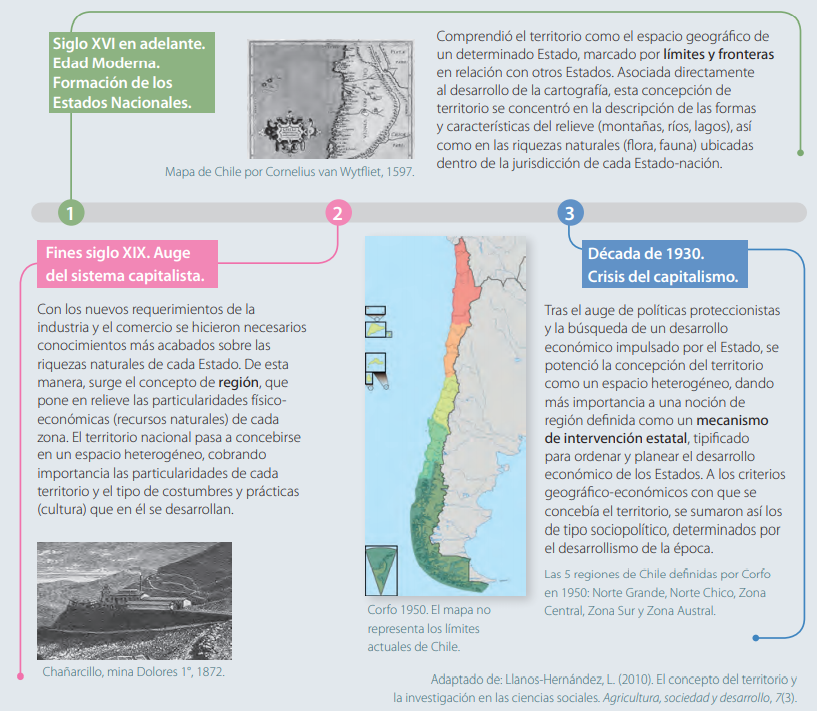 Siglo XVI en adelante.
Edad Moderna.
Formación de los
Estados Nacionales.
Mapa de Chile por Cornelius van Wytfliet, 1597.
Comprendió el territorio como el espacio geográfico de
un determinado Estado, marcado por límites y fronteras
en relación con otros Estados. Asociada directamente
al desarrollo de la cartografía, esta concepción de
territorio se concentró en la descripción de las formas
y características del relieve (montañas, ríos, lagos), así
como en las riquezas naturales (flora, fauna) ubicadas
dentro de la jurisdicción de cada Estado-nación.
1
2
3
Fines siglo XIX. Auge
del sistema capitalista.
Con los nuevos requerimientos de la
industria y el comercio se hicieron necesarios
conocimientos más acabados sobre las
riquezas naturales de cada Estado. De esta
manera, surge el concepto de región, que
pone en relieve las particularidades físico-
económicas (recursos naturales) de cada
zona. El territorio nacional pasa a concebirse
en un espacio heterogéneo, cobrando
importancia las particularidades de cada
territorio y el tipo de costumbres y prácticas
(cultura) que en él se desarrollan.
Chañarcillo, mina Dolores 1°, 1872.
Corfo 1950. El mapa no
representa los límites
actuales de Chile.
Década de 1930.
Crisis del capitalismo.
Tras el auge de políticas proteccionistas
y la búsqueda de un desarrollo
económico impulsado por el Estado, se
potenció la concepción del territorio
como un espacio heterogéneo, dando
más importancia a una noción de
región definida como un mecanismo
de intervención estatal, tipificado
para ordenar y planear el desarrollo
económico de los Estados. A los criterios
geográfico-económicos con que se
concebía el territorio, se sumaron así los
de tipo sociopolítico, determinados por
el desarrollismo de la época.
Las 5 regiones de Chile definidas por Corfo
en 1950: Norte Grande, Norte Chico, Zona
Central, Zona Sur y Zona Austral.
Adaptado de: Llanos-Hernández, L. (2010). El concepto del territorio y
la investigación en las ciencias sociales. Agricultura, sociedad y desarrollo, 7(3).